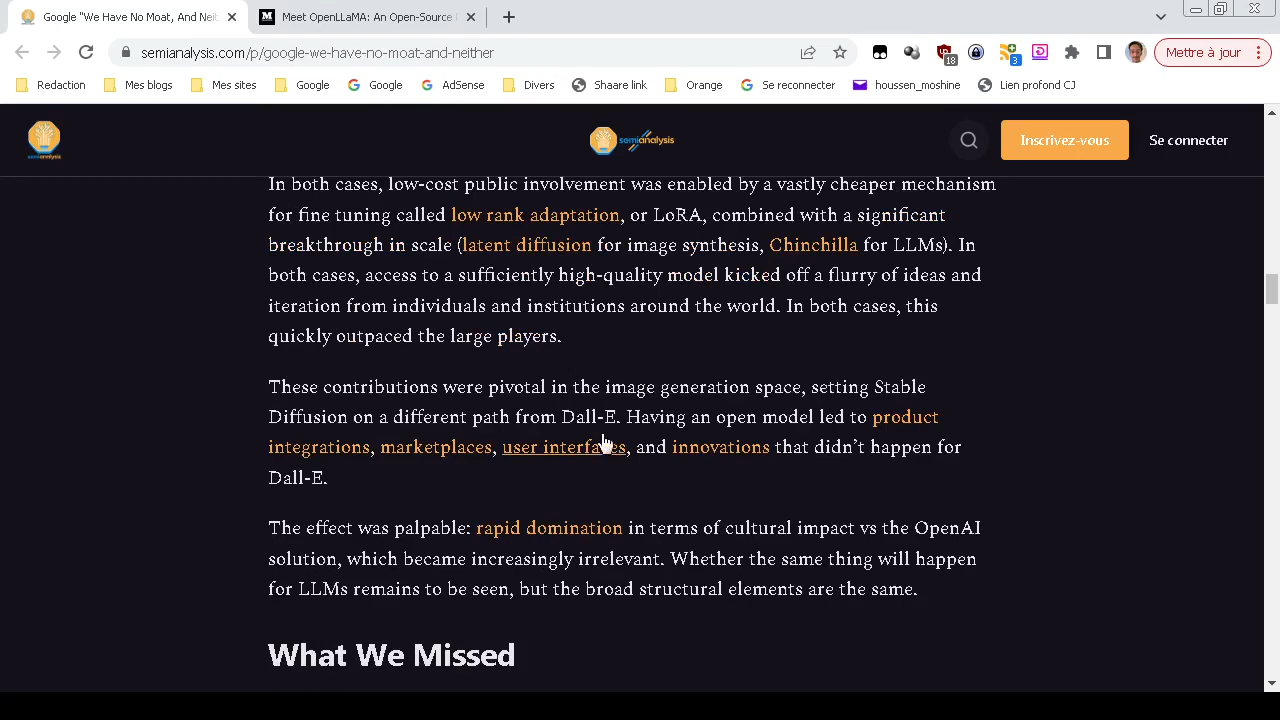 Google "We Have No Moat, And Neit
Meet OpenLLaMA: An Open-Source
semianalysis.com/p/google-we-have-no-moat-and-neither
18
3
Mettre à jour
Redaction
Mes blogs
Mes sites
Google
Google
AdSense
Divers
Shaare link
Orange
Se reconnecter
houssen_moshine
Lien profond CJ
semianalysis
semianalysis
Inscrivez-vous
Se connecter
In both cases, low-cost public involvement was enabled by a vastly cheaper mechanism
for fine tuning called low rank adaptation, or LoRA, combined with a significant
breakthrough in scale (latent diffusion for image synthesis, Chinchilla for LLMs). In
both cases, access to a sufficiently high-quality model kicked off a flurry of ideas and
iteration from individuals and institutions around the world. In both cases, this
quickly outpaced the large players.
These contributions were pivotal in the image generation space, setting Stable
Diffusion on a different path from Dall-E. Having an open model led to product
integrations, marketplaces, user interfaces, and innovations that didn't happen for
Dall-E.
The effect was palpable: rapid domination in terms of cultural impact vs the OpenAI
solution, which became increasingly irrelevant. Whether the same thing will happen
for LLMs remains to be seen, but the broad structural elements are the same.
What We Missed